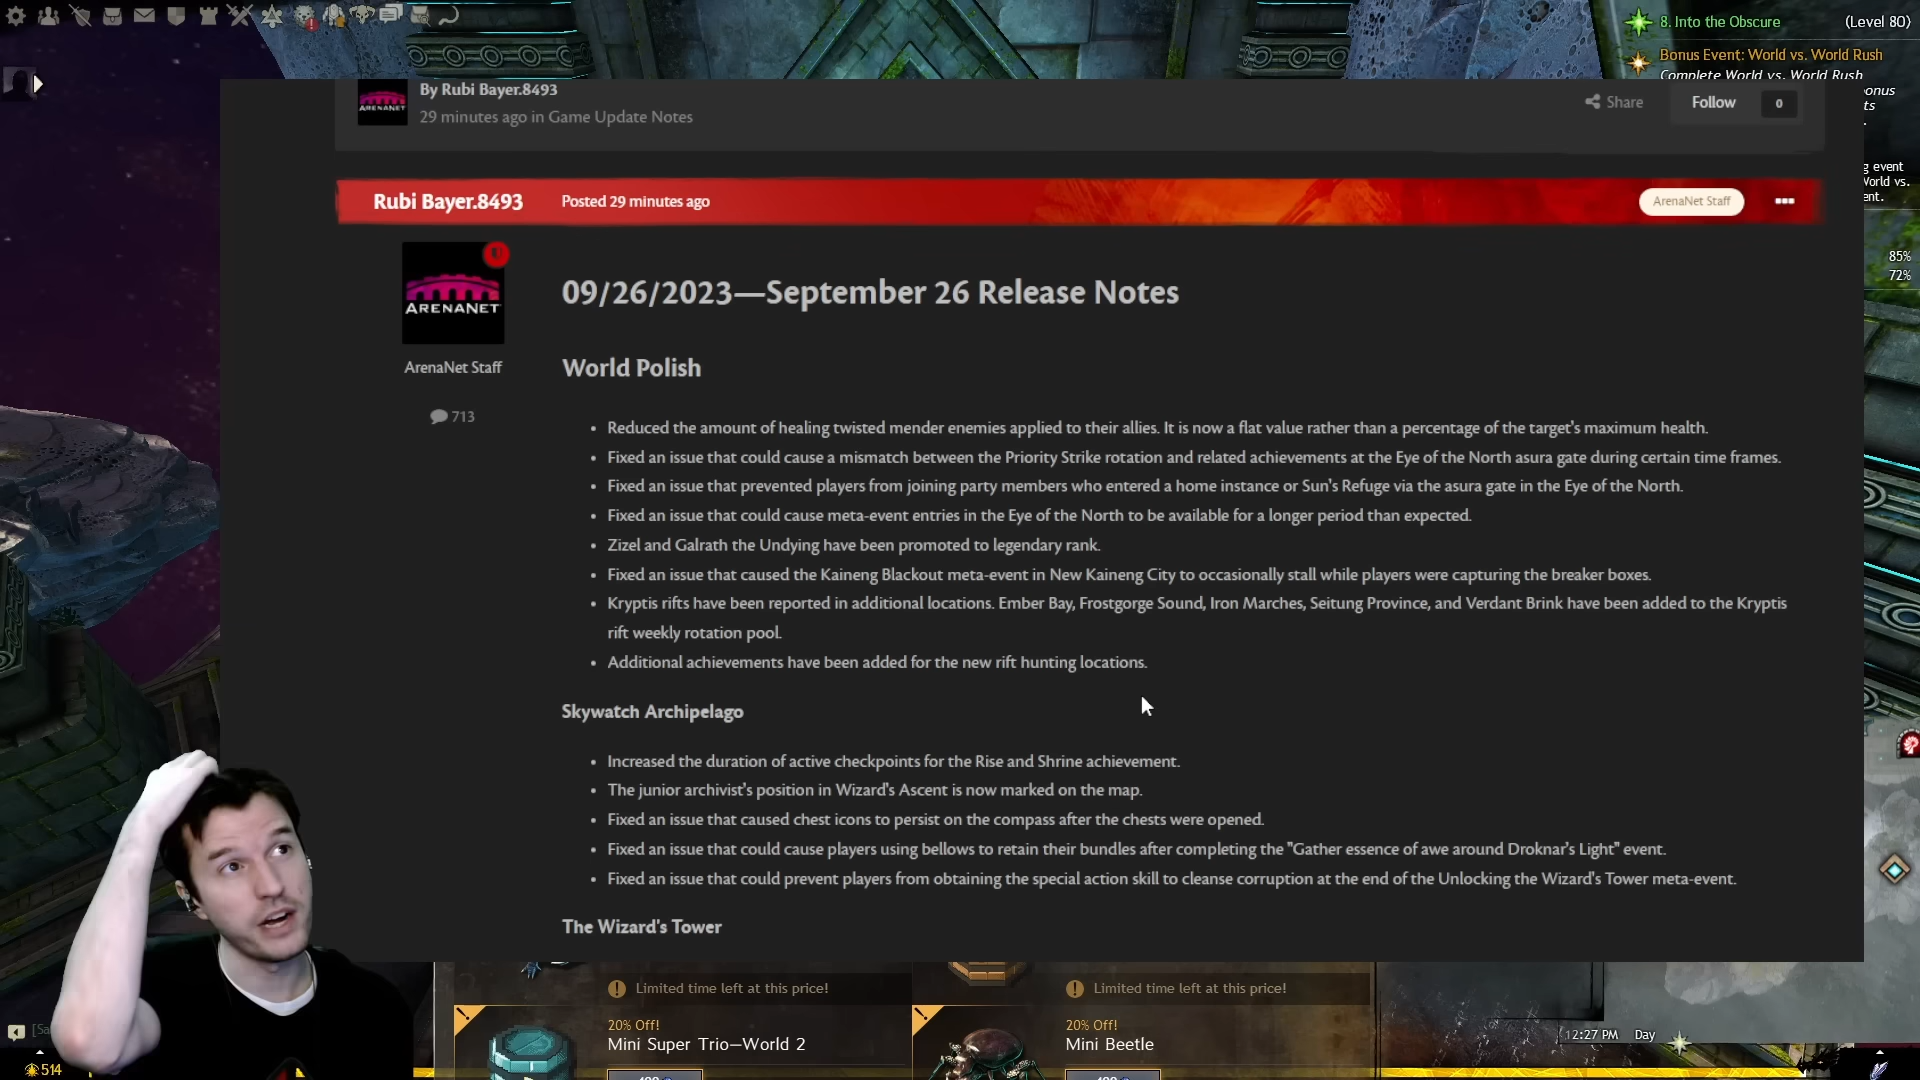 8. Into the Obscure
(Level 80)
Bonus Event: World vs. World Rush
Complete World vs. World Rush
onus
ts
g event
World vs.
ent.
85%
72%
By Rubi Bayer.8493
29 minutes ago in Game Update Notes
Share
Follow
0
ARENANET
Rubi Bayer.8493
Posted 29 minutes ago
ArenaNet Staff
ARENANET
ArenaNet Staff
713
09/26/2023—September 26 Release Notes
World Polish
• Reduced the amount of healing twisted mender enemies applied to their allies. It is now a flat value rather than a percentage of the target's maximum health.
• Fixed an issue that could cause a mismatch between the Priority Strike rotation and related achievements at the Eye of the North asura gate during certain time frames.
• Fixed an issue that prevented players from joining party members who entered a home instance or Sun's Refuge via the asura gate in the Eye of the North.
• Fixed an issue that could cause meta-event entries in the Eye of the North to be available for a longer period than expected.
• Zizel and Galrath the Undying have been promoted to legendary rank.
• Fixed an issue that caused the Kaineng Blackout meta-event in New Kaineng City to occasionally stall while players were capturing the breaker boxes.
• Kryptis rifts have been reported in additional locations. Ember Bay, Frostgorge Sound, Iron Marches, Seitung Province, and Verdant Brink have been added to the Kryptis
rift weekly rotation pool.
• Additional achievements have been added for the new rift hunting locations.
Skywatch Archipelago
• Increased the duration of active checkpoints for the Rise and Shrine achievement.
• The junior archivist's position in Wizard's Ascent is now marked on the map.
• Fixed an issue that caused chest icons to persist on the compass after the chests were opened.
• Fixed an issue that could cause players using bellows to retain their bundles after completing the "Gather essence of awe around Droknar's Light" event.
• Fixed an issue that could prevent players from obtaining the special action skill to cleanse corruption at the end of the Unlocking the Wizard's Tower meta-event.
The Wizard's Tower
Limited time left at this price!
Limited time left at this price!
20% Off!
Mini Super Trio—World 2
20% Off!
Mini Beetle
12:27 PM
Day
[Sa
514